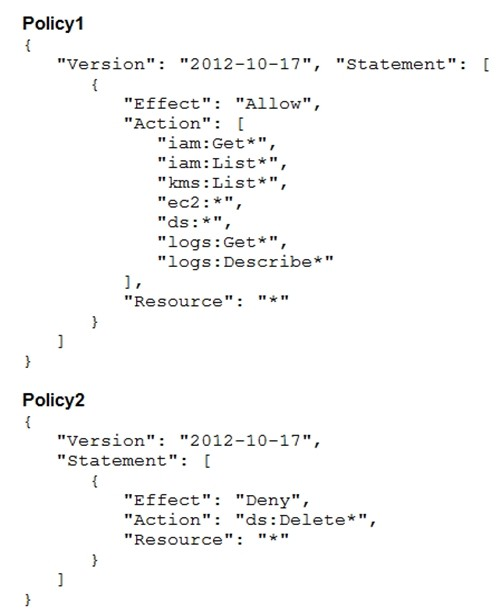 Policy1
{
"Version": "2012-10-17", "Statement": [
{
"Effect": "Allow",
"Action": [
"iam:Get*",
"iam:List*",
"kms:List*",
"ec2:*",
"ds:*",
"logs:Get*",
"logs:Describe*"
],
"Resource": "*"
}
]
}
Policy2
{
"Version": "2012-10-17",
"Statement": [
{
"Effect": "Deny",
"Action": "ds:Delete*",
"Resource": "*"
}
]
}